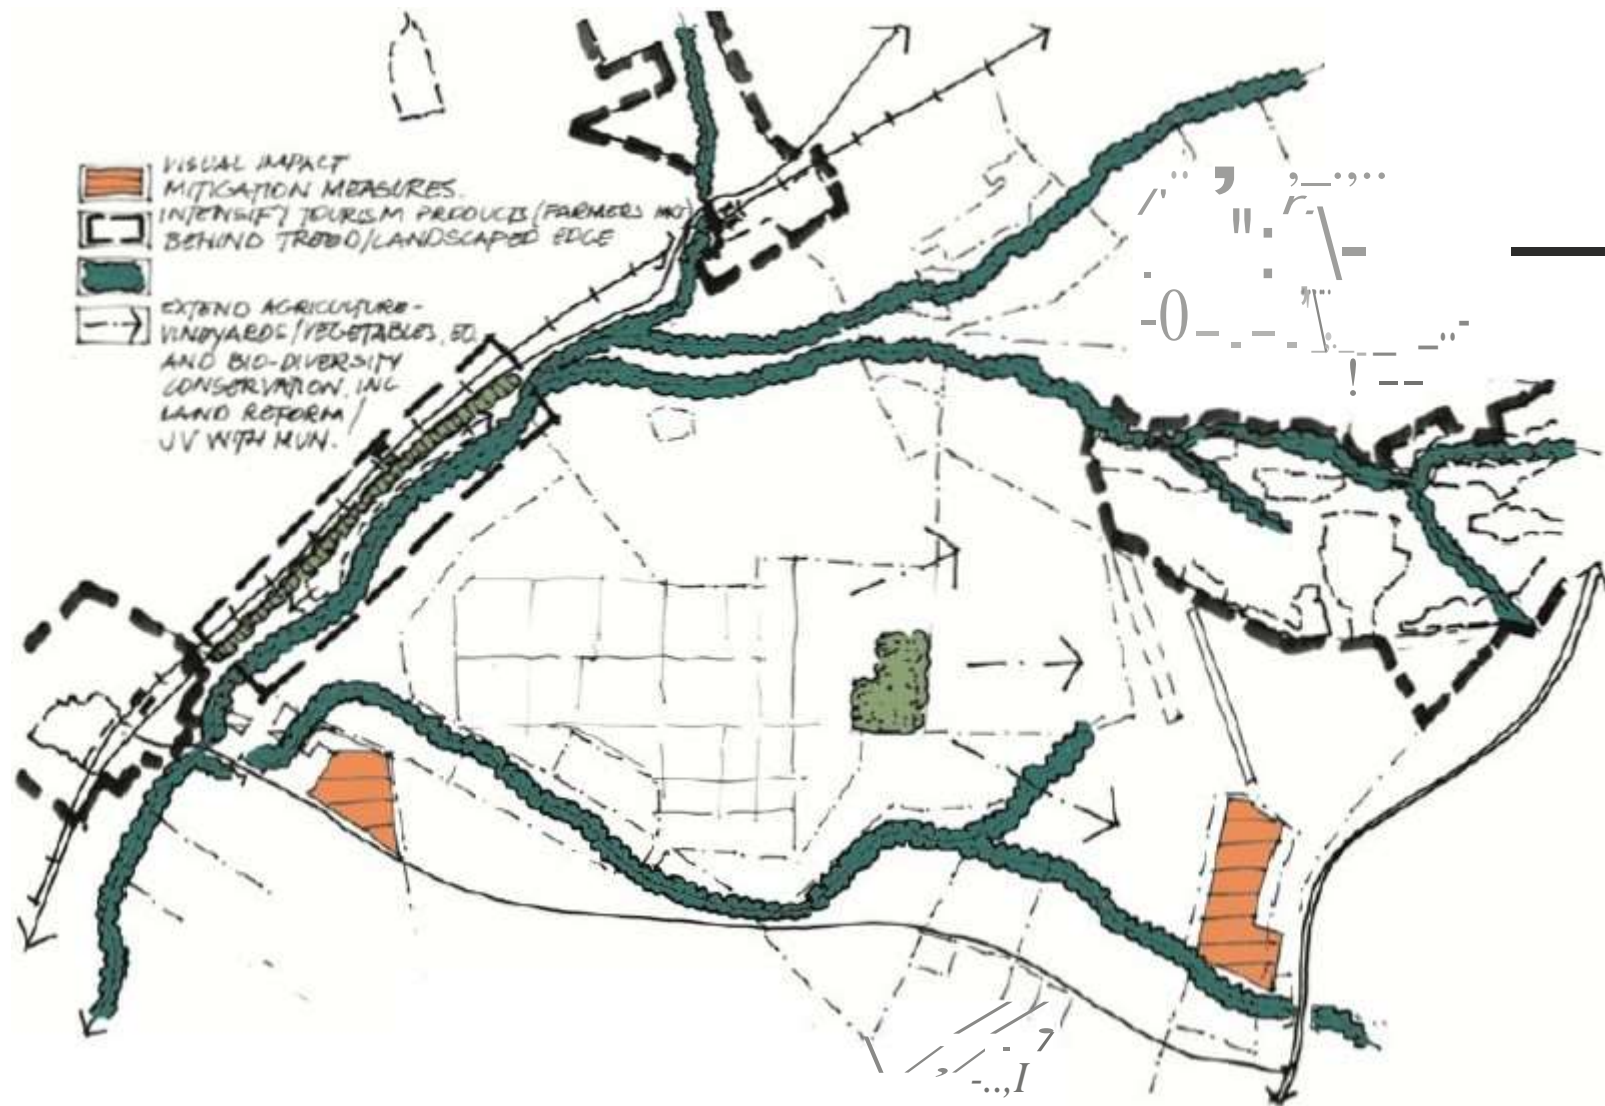 VISUAL IMPACT
MITIGATION MEASURES.
INTENSIFY TOURISM PRODUCTS/(FARMERS MKT)
BEHIND TREED/LANDSCAPED EDGE
EXTEND AGRICULTURE-
VINEYARDS/VEGETABLES,
AND BIO-DIVERSITY
CONSERVATION, INC
LAND REFORM/
JV WITH MUN.